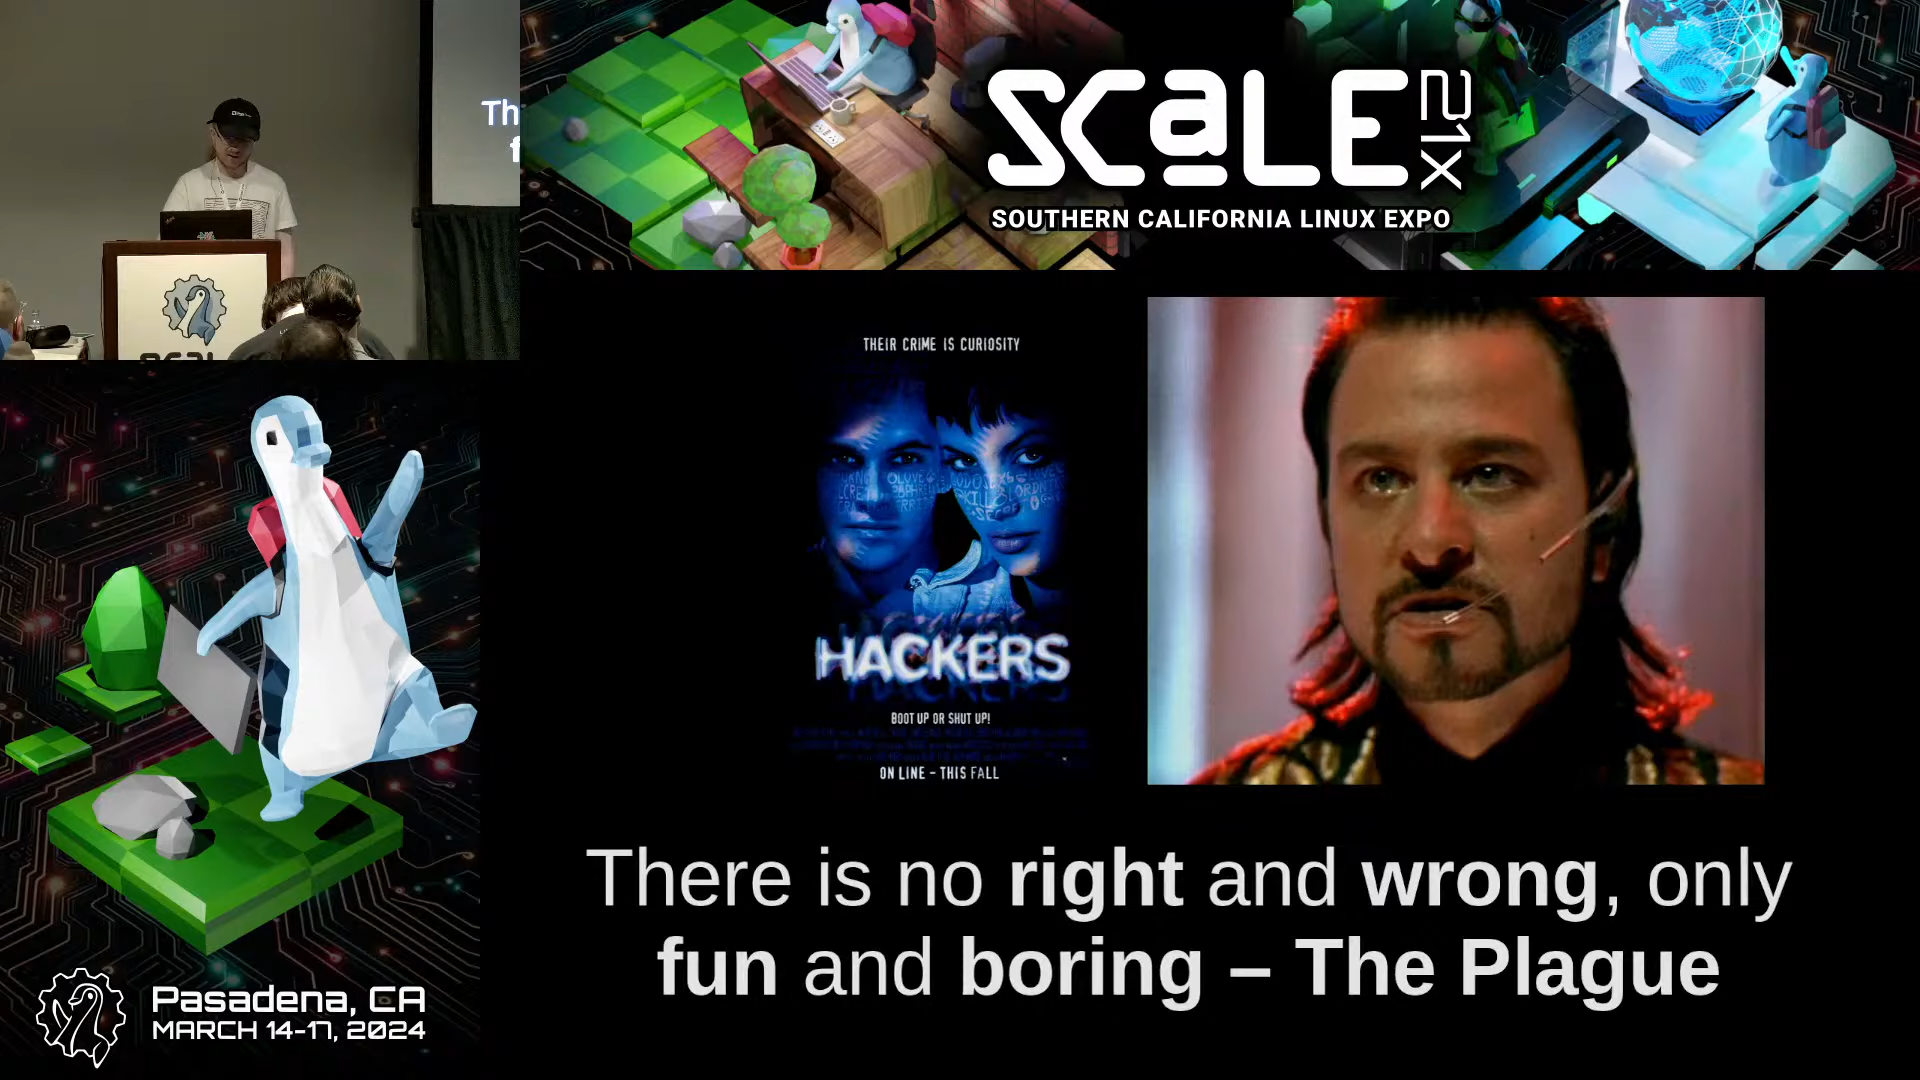 Th
f
SCaLE 21X
SOUTHERN CALIFORNIA LINUX EXPO
THEIR CRIME IS CURIOSITY
HACKERS
BOOT UP OR SHUT UP!
ON LINE - THIS FALL
There is no right and wrong, only
fun and boring – The Plague
Pasadena, CA
MARCH 14-17, 2024